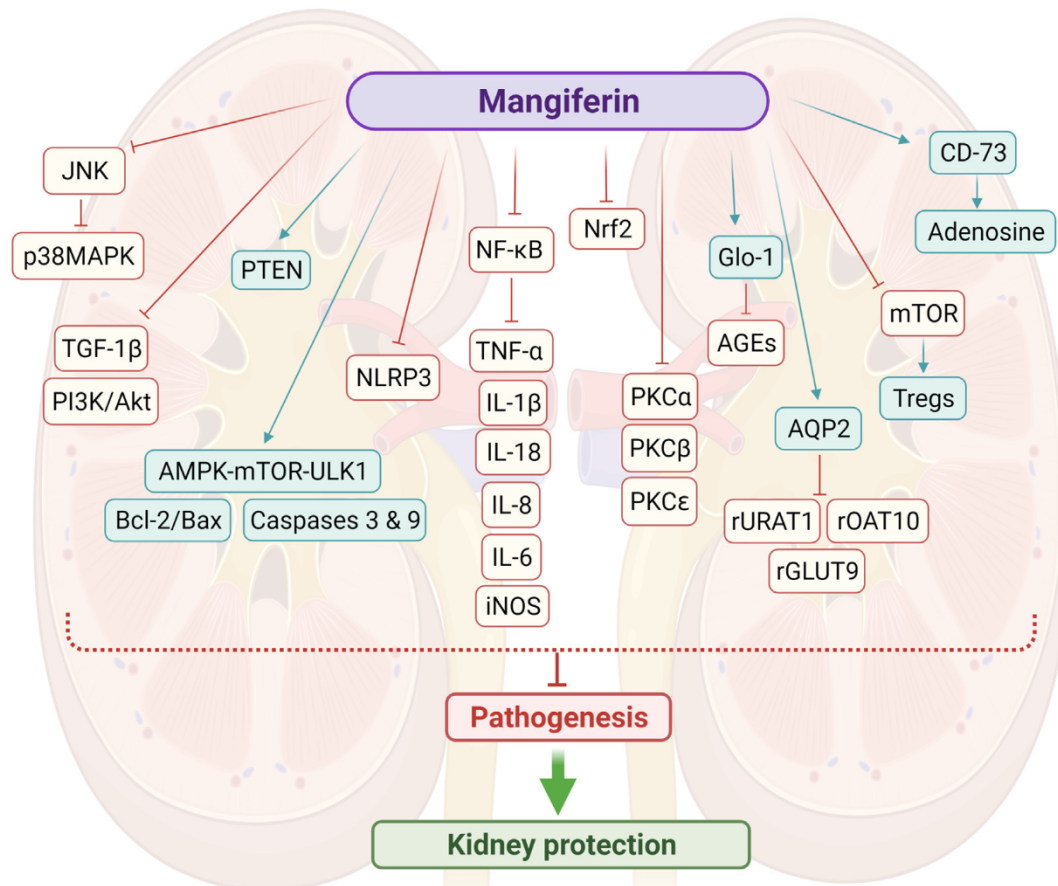 Mangiferin
JNK
p38MAPK
TGF-1β
PI3K/Akt
PTEN
AMPK-mTOR-ULK1
Bcl-2/Bax
Caspases 3 & 9
NLRP3
NF-κB
TNF-α
IL-1β
IL-18
IL-8
IL-6
iNOS
Nrf2
PKCα
PKCβ
PKCε
Glo-1
AGEs
AQP2
rURAT1
rOAT10
rGLUT9
mTOR
Tregs
CD-73
Adenosine
Pathogenesis
Kidney protection